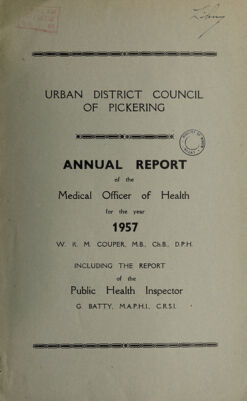 URBAN DISTRICT COUNCIL
OF PICKERING
ANNUAL REPORT
of the
Medical Officer of Health
for the year
1957
W. R. M. COUPER, M.B., Ch.B., D.P.H.
INCLUDING THE REPORT
of the
Public Health Inspector
G. BATTY, M.A.P.H.I., C.R.S.I.